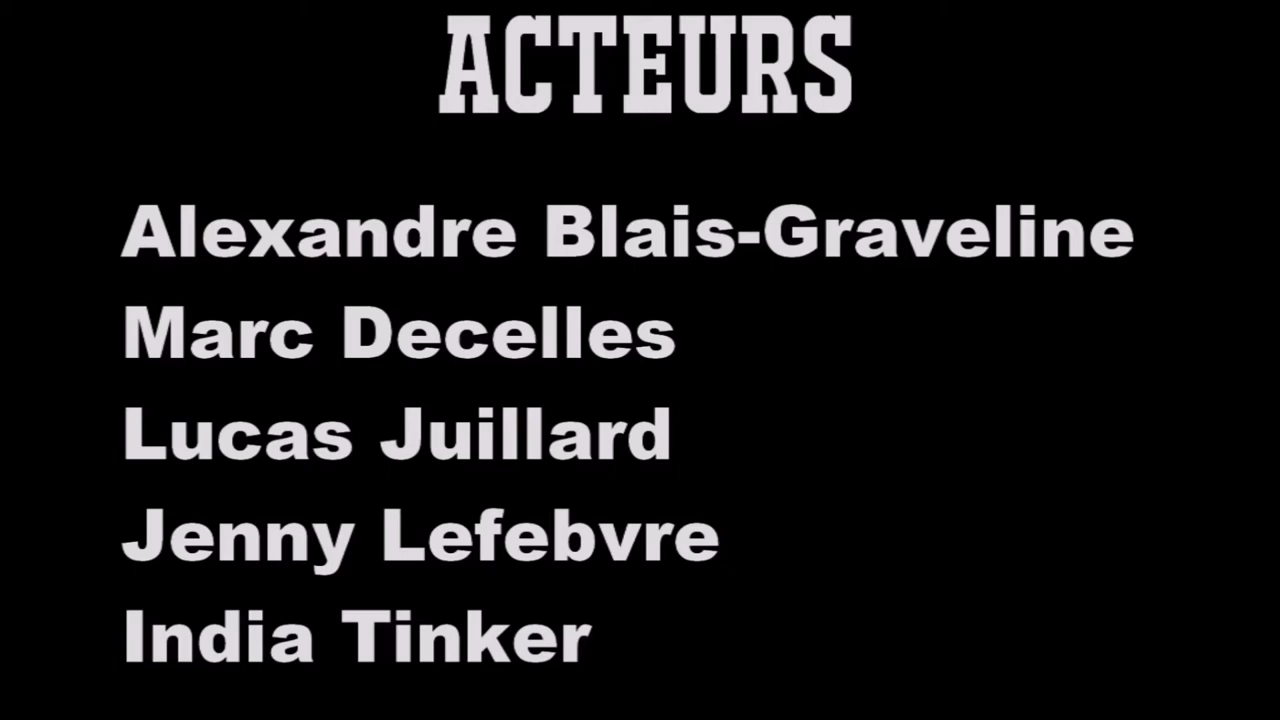 ACTEURS
Alexandre Blais-Graveline
Marc Decelles
Lucas Juillard
Jenny Lefebvre
India Tinker